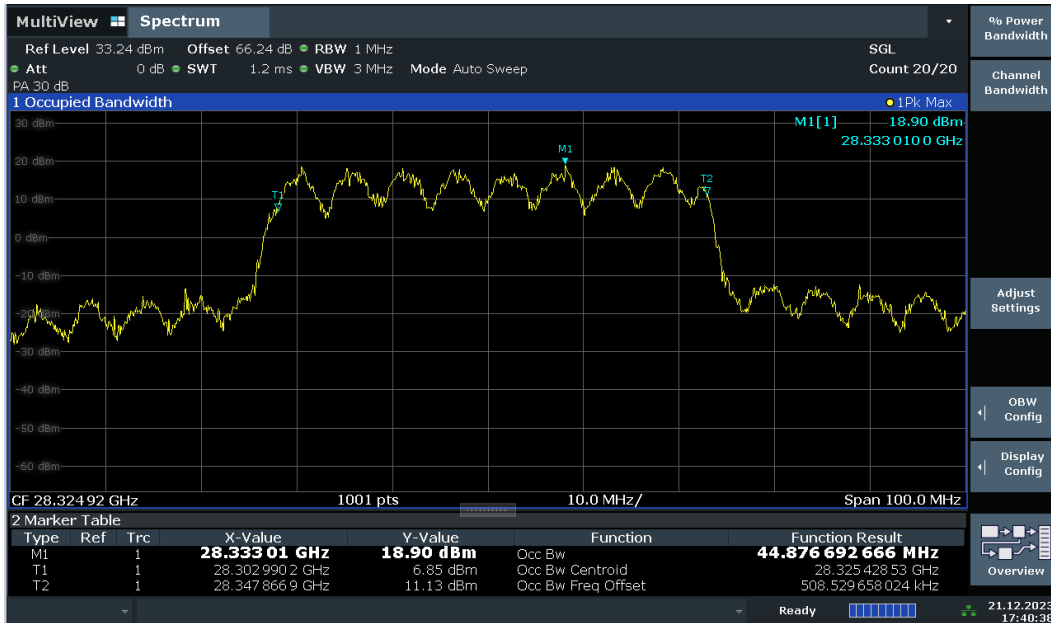 MultiView Spectrum
Ref Level 33.24 dBm Offset 66.24 dB RBW 1 MHz SGL
Att 0 dB SWT 1.2 ms VBW 3 MHz Mode Auto Sweep Count 20/20
PA 30 dB
1 Occupied Bandwidth 1Pk Max
M1[1] 18.90 dBm
28.333 010 0 GHz
30 dBm
20 dBm
10 dBm
0 dBm
-10 dBm
-20 dBm
-30 dBm
-40 dBm
-50 dBm
-60 dBm
M1
T1
T2
CF 28.324 92 GHz 1001 pts 10.0 MHz/ Span 100.0 MHz
2 Marker Table
Type Ref Trc X-Value Y-Value Function Function Result
M1 1 28.333 01 GHz 18.90 dBm Occ Bw 44.876 692 666 MHz
T1 1 28.302 990 2 GHz 6.85 dBm Occ Bw Centroid 28.325 428 53 GHz
T2 1 28.347 866 9 GHz 11.13 dBm Occ Bw Freq Offset 508.529 658 024 kHz
Ready 21.12.2023
17:40:38
% Power
Bandwidth
Channel
Bandwidth
Adjust
Settings
OBW
Config
Display
Config
Overview